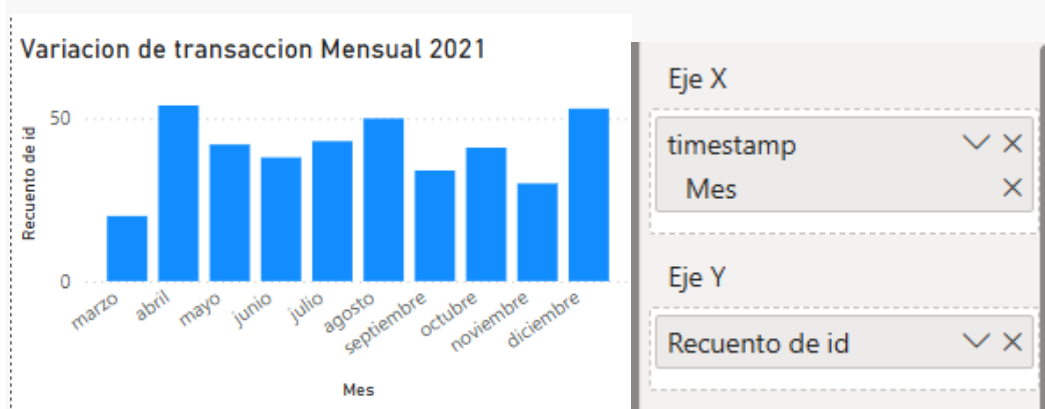 Variacion de transaccion Mensual 2021
Recuento de id
50
0
marzo
abril
mayo
junio
julio
agosto
septiembre
octubre
noviembre
diciembre
Mes
Eje X
timestamp
Mes
Eje Y
Recuento de id